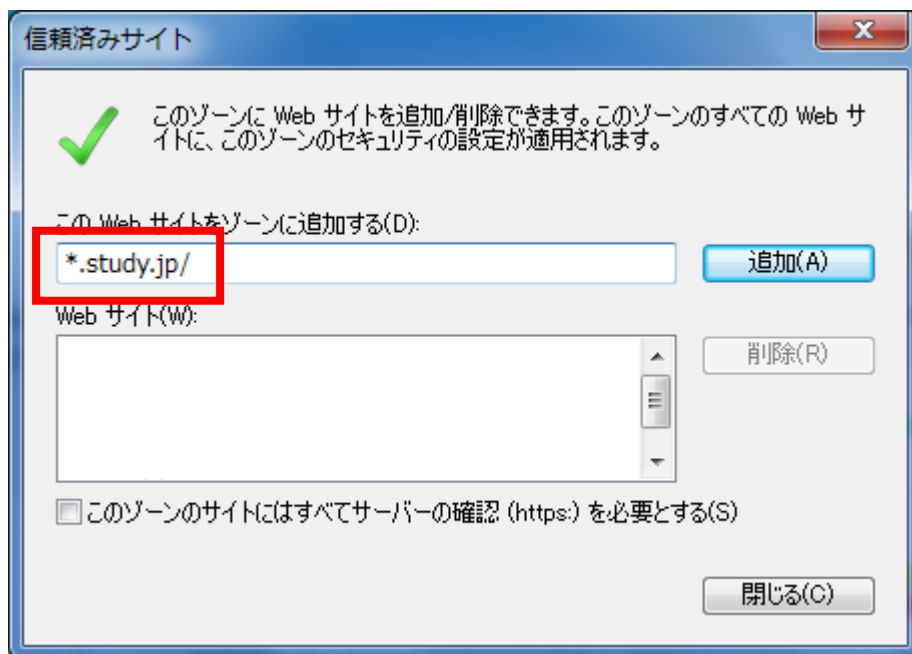 信頼済みサイト
このゾーンに Web サイトを追加/削除できます。このゾーンのすべての Web サ
イトに、このゾーンのセキュリティの設定が適用されます。
この Web サイトをゾーンに追加する(D):
*.study.jp/
追加(A)
Web サイト(W):
削除(R)
このゾーンのサイトにはすべてサーバーの確認 (https:) を必要とする(S)
閉じる(C)